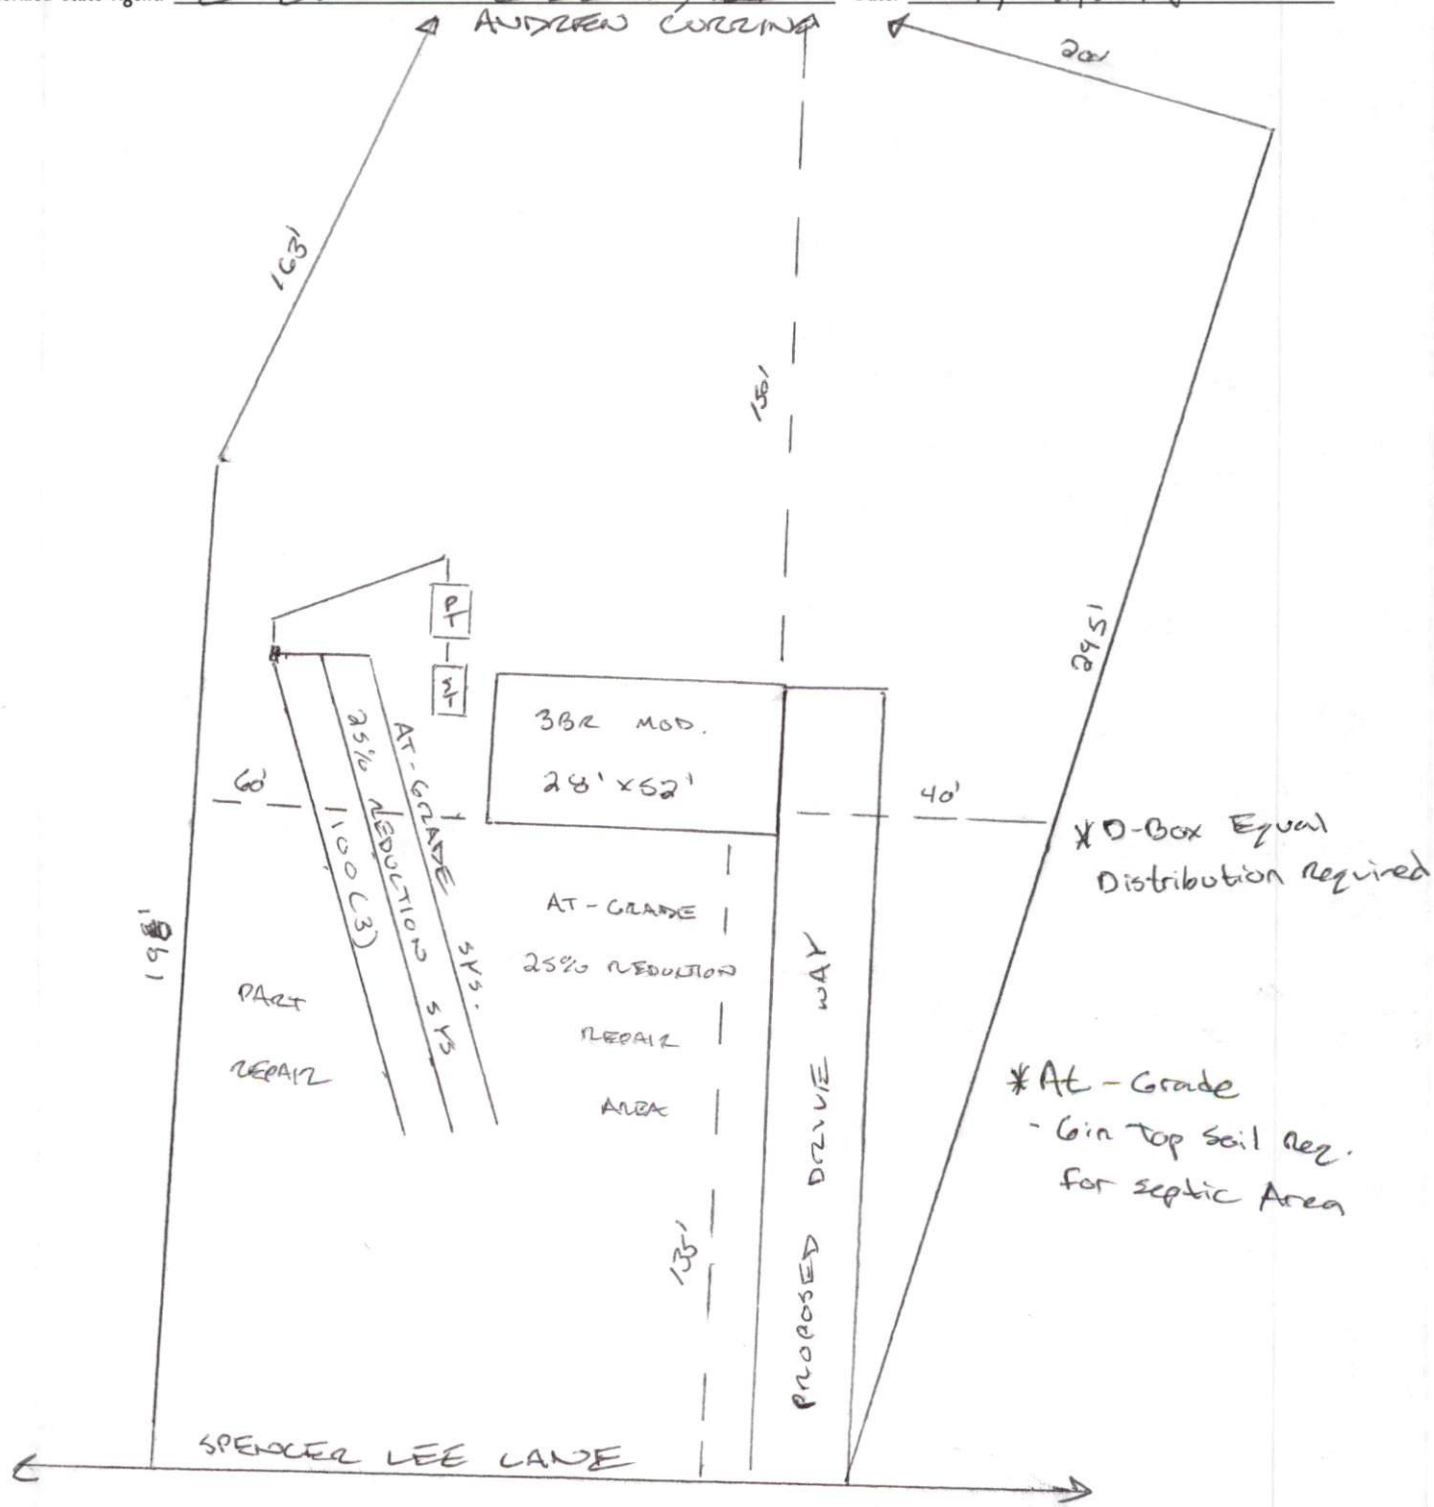 ANDREW CURRIN
200'
163'
150'
295'
PT
ST
3BR MOD.
28' x 52'
AT-GRADE SYS.
25% REDUCTION SYS
100(3)
60'
40'
* D-Box Equal
Distribution Required
AT-GRADE
25% REDUCTION
REPAIR
AREA
PART
REPAIR
PROPOSED DRIVE WAY
* At-Grade
- 6in Top Soil Req.
for septic Area
135'
SPENCER LEE LANE